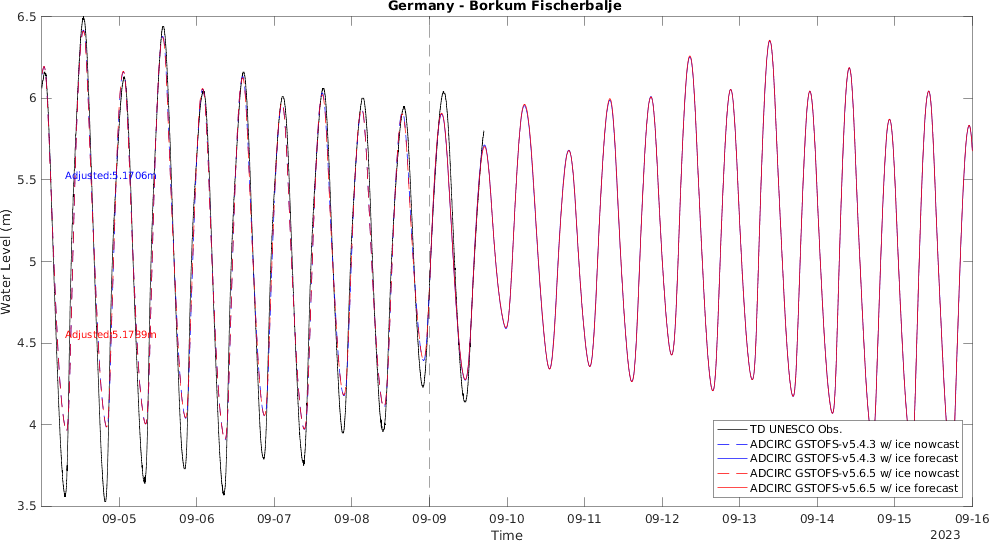 Germany - Borkum Fischerbalje
Water Level (m)
6.5
6
5.5
5
4.5
4
3.5
Adjusted:5.1706m
Adjusted:5.1789m
TD UNESCO Obs.
ADCIRC GSTOFS-v5.4.3 w/ ice nowcast
ADCIRC GSTOFS-v5.4.3 w/ ice forecast
ADCIRC GSTOFS-v5.6.5 w/ ice nowcast
ADCIRC GSTOFS-v5.6.5 w/ ice forecast
09-05 09-06 09-07 09-08 09-09 09-10 09-11 09-12 09-13 09-14 09-15 09-16
Time
2023